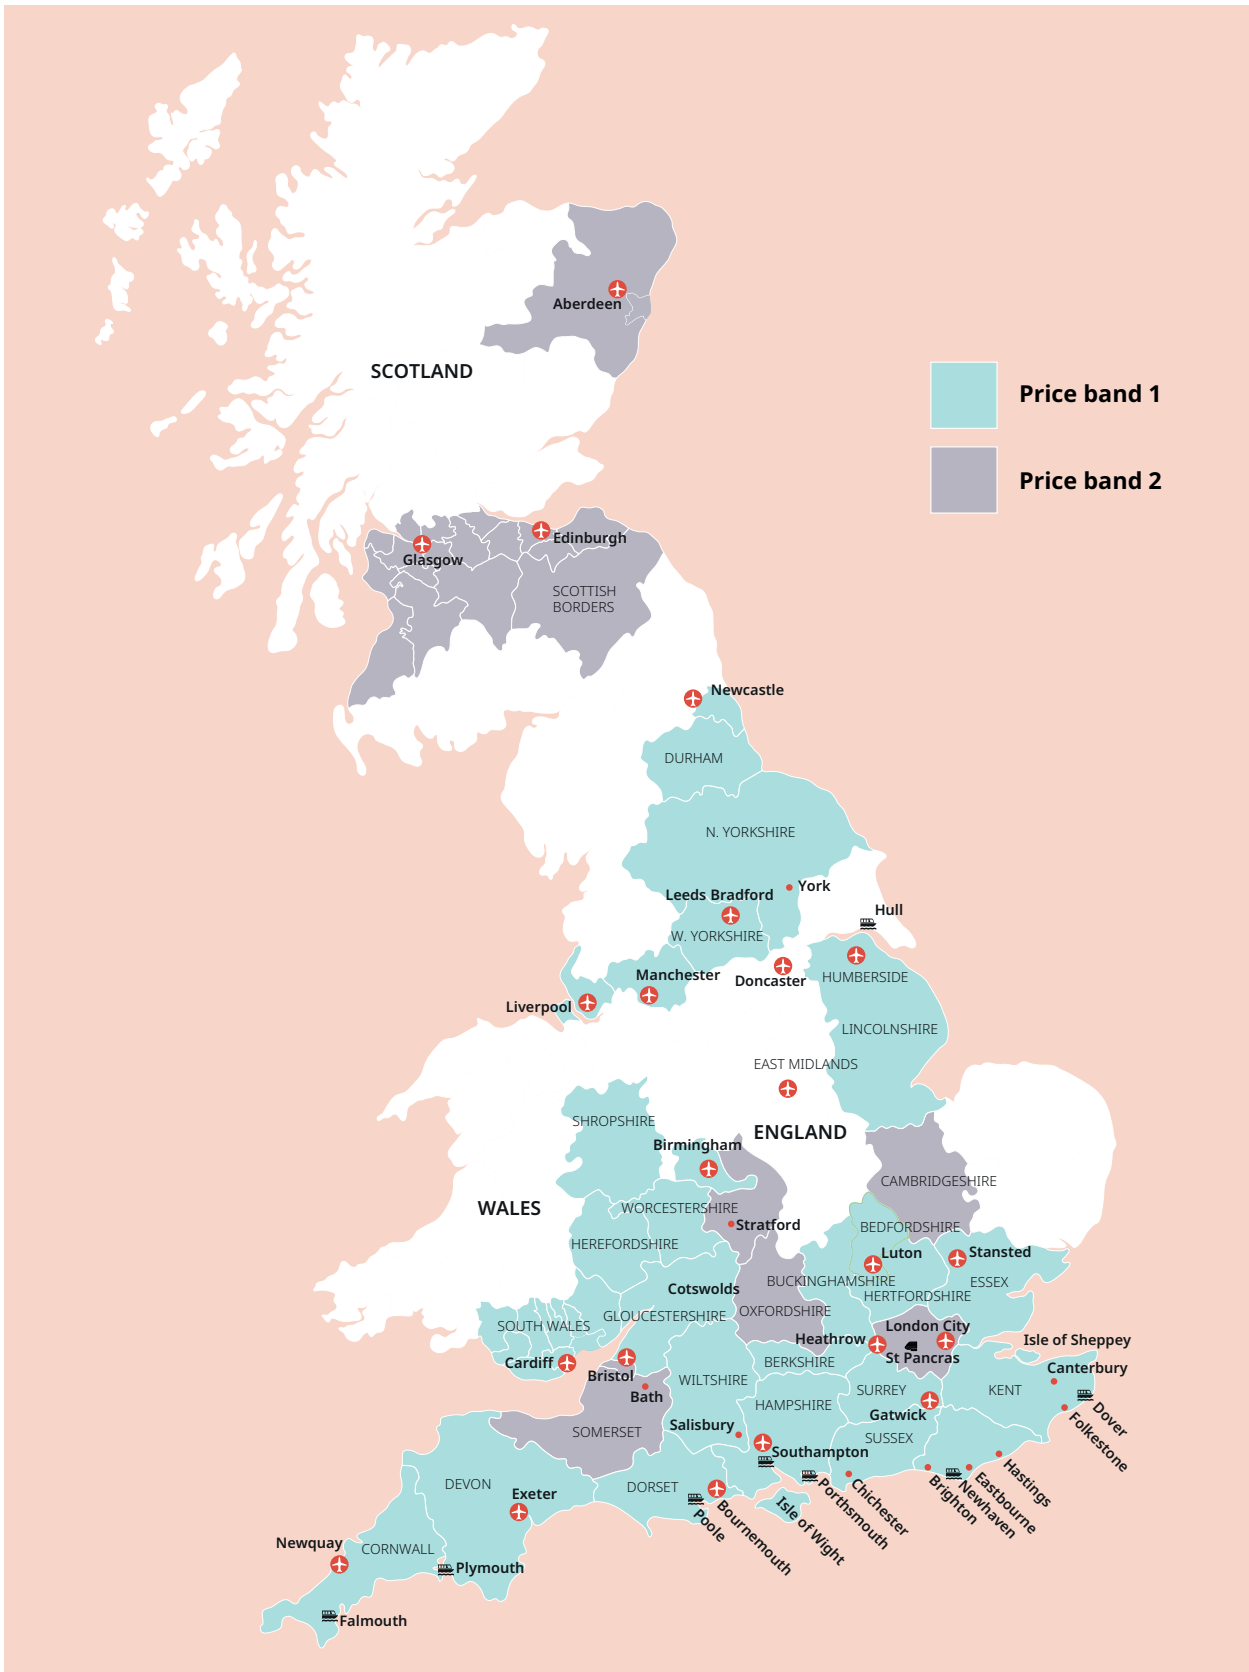 Aberdeen
SCOTLAND
Price band 1
Price band 2
Edinburgh
Glasgow
SCOTTISH
BORDERS
Newcastle
DURHAM
N. YORKSHIRE
York
Leeds Bradford
Hull
W. YORKSHIRE
Manchester
Doncaster
HUMBERSIDE
Liverpool
LINCOLNSHIRE
EAST MIDLANDS
SHROPSHIRE
ENGLAND
Birmingham
CAMBRIDGESHIRE
WALES
WORCESTERSHIRE
Stratford
BEDFORDSHIRE
HEREFORDSHIRE
Luton
Stansted
BUCKINGHAMSHIRE
ESSEX
Cotswolds
HERTFORDSHIRE
OXFORDSHIRE
GLOUCESTERSHIRE
SOUTH WALES
London City
Heathrow
Isle of Sheppey
St Pancras
Cardiff
BERKSHIRE
Canterbury
Bristol
WILTSHIRE
SURREY
KENT
Bath
HAMPSHIRE
Gatwick
Dover
Folkestone
Salisbury
SOMERSET
SUSSEX
Southampton
DEVON
DORSET
Exeter
Poole
Bournemouth
Isle of Wight
Porthsmouth
Chichester
Brighton
Newhaven
Eastbourne
Hastings
Newquay
CORNWALL
Plymouth
Falmouth